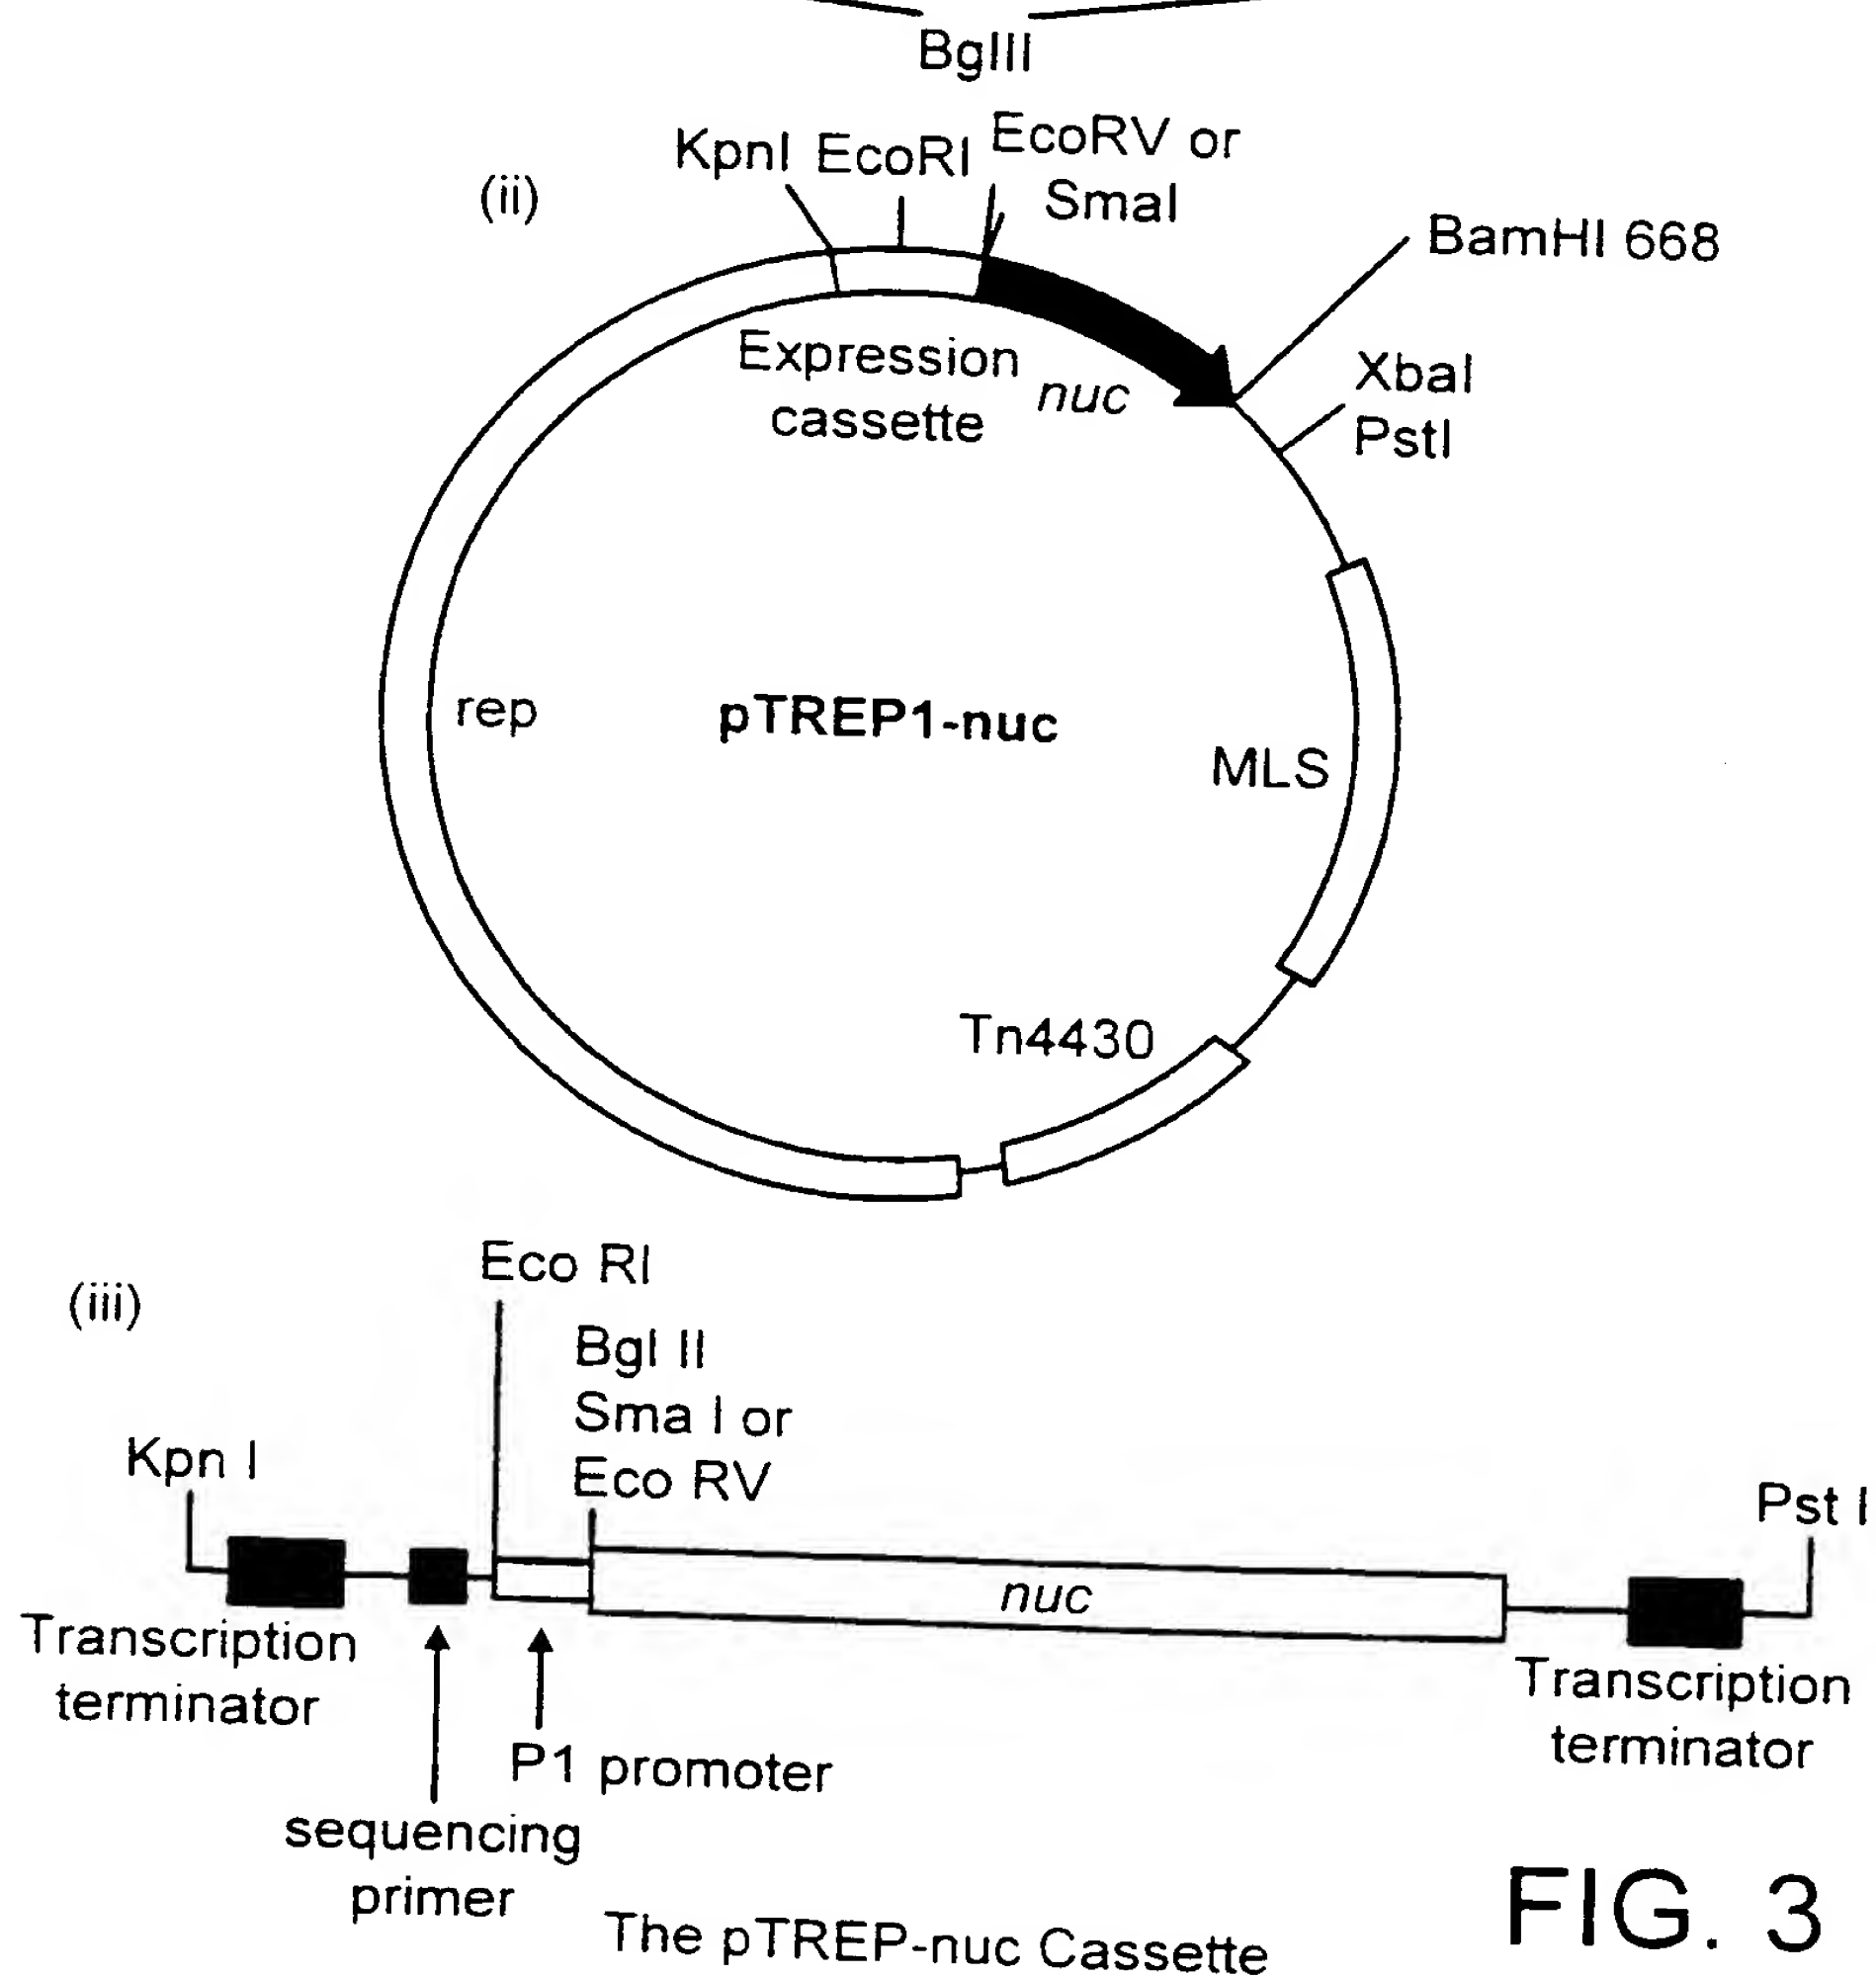 BglII
(ii)
KpnI EcoRI EcoRV or
SmaI
BamHI 668
XbaI
PstI
Expression
cassette
nuc
rep
pTREP1-nuc
MLS
Tn4430
(iii)
Eco RI
Bgl II
Sma I or
Eco RV
Kpn I
Pst I
nuc
Transcription
terminator
Transcription
terminator
P1 promoter
sequencing
primer
The pTREP-nuc Cassette
FIG. 3